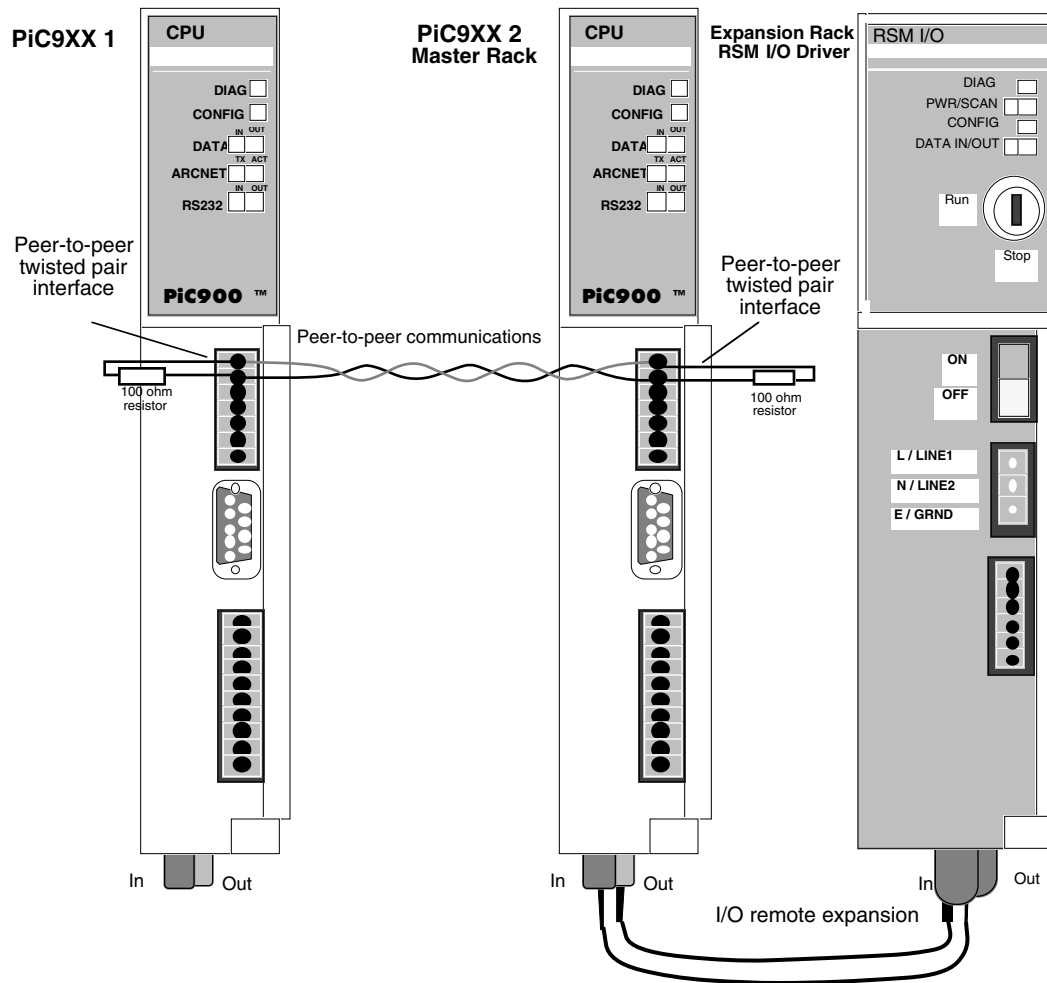 PiC9XX 1
CPU
DIAG
CONFIG
IN OUT
DATA
TX ACT
ARCNET
IN OUT
RS232
PiC900 ™
Peer-to-peer
twisted pair
interface
100 ohm
resistor
Peer-to-peer communications
In
Out
PiC9XX 2
Master Rack
CPU
DIAG
CONFIG
IN OUT
DATA
TX ACT
ARCNET
IN OUT
RS232
PiC900 ™
Peer-to-peer
twisted pair
interface
100 ohm
resistor
In
Out
Expansion Rack
RSM I/O Driver
RSM I/O
DIAG
PWR/SCAN
CONFIG
DATA IN/OUT
Run
Stop
ON
OFF
L / LINE1
N / LINE2
E / GRND
In
Out
I/O remote expansion